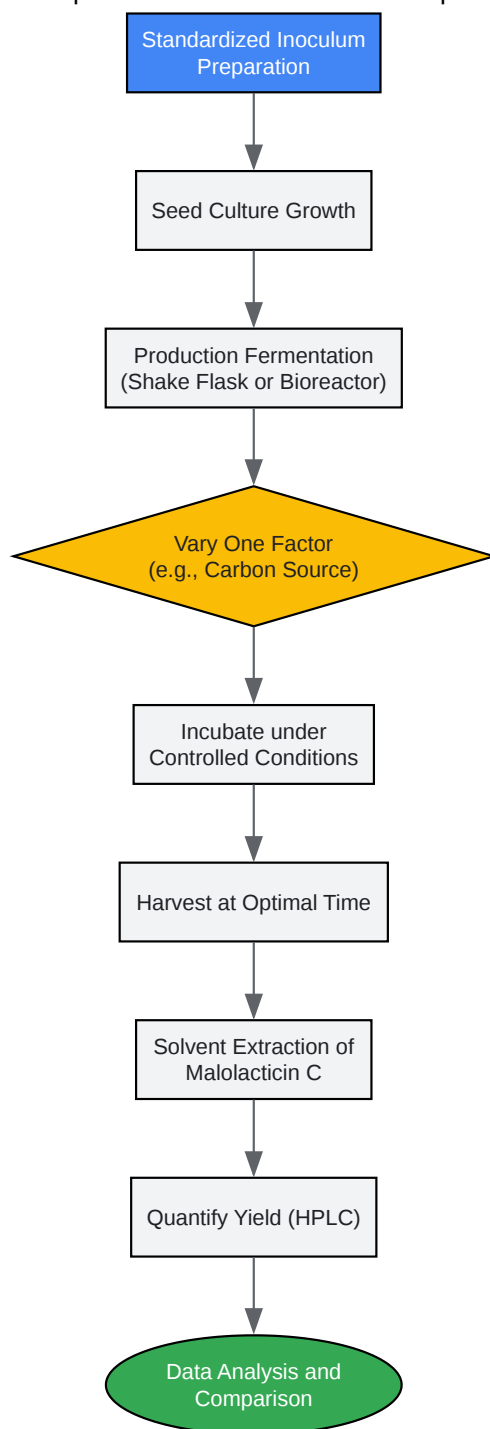 Standardized Inoculum
Preparation
Seed Culture Growth
Production Fermentation
(Shake Flask or Bioreactor)
Vary One Factor
(e.g., Carbon Source)
Incubate under
Controlled Conditions
Harvest at Optimal Time
Solvent Extraction of
Malolacticin C
Quantify Yield (HPLC)
Data Analysis and
Comparison